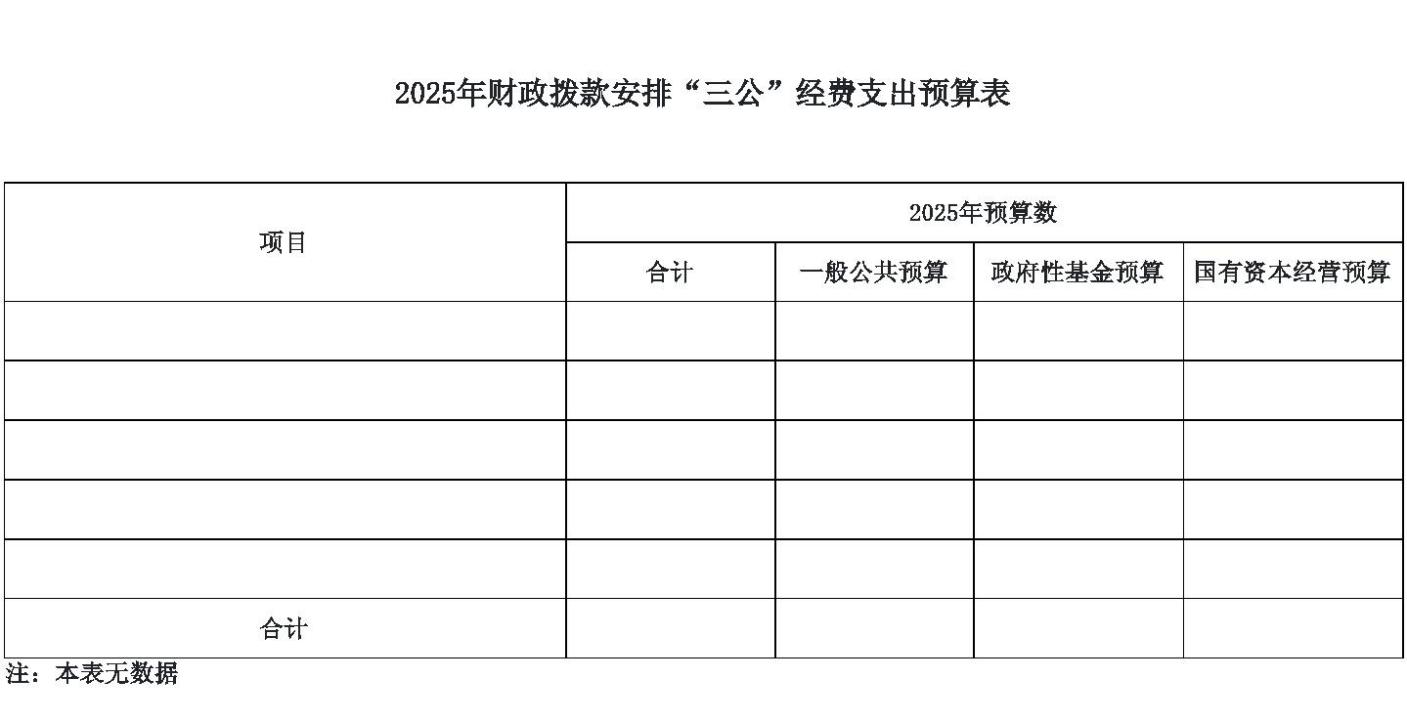 2025年财政拨款安排“三公”经费支出预算表
项目
2025年预算数
合计 一般公共预算 政府性基金预算 国有资本经营预算
合计
注：本表无数据